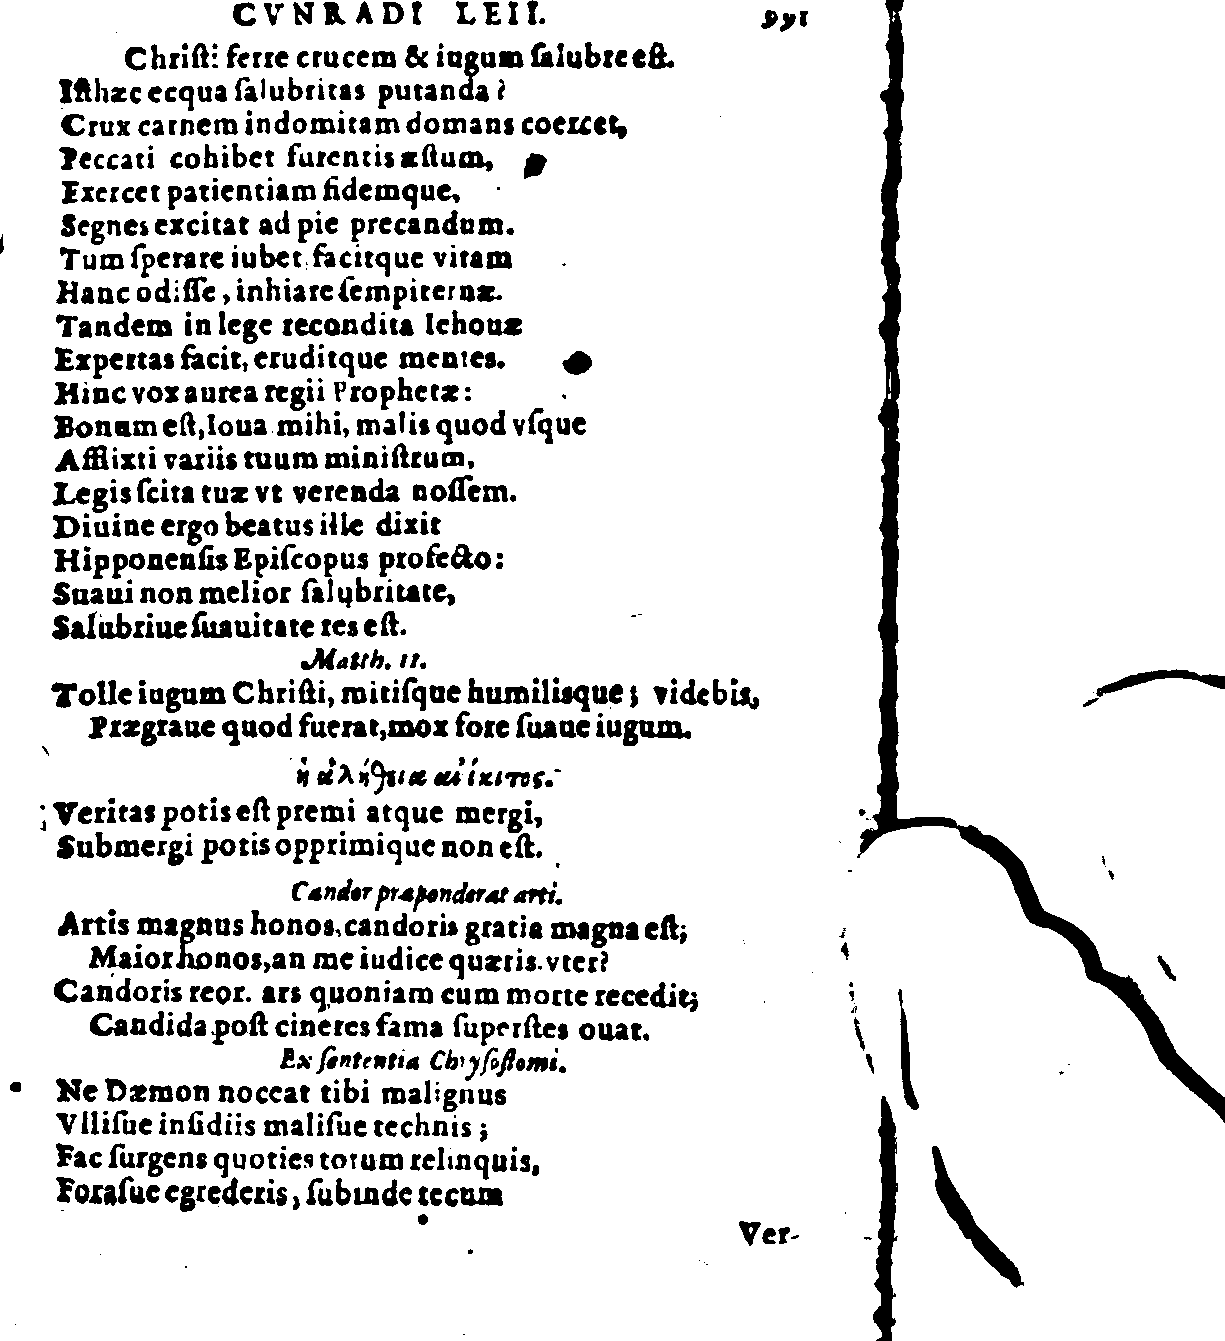 CVNRADI LEII. 991
Chriſti ferre crucem & iugum ſalubre eſt.
Iſthæc ecqua ſalubritas putanda?
Crux carnem indomitam domans coercet,
Peccati cohibet furentis æſtum,
Exercet patientiam fidemque,
Segnes excitat ad pie precandum.
Tum ſperare iubet facitque vitam
Hanc odiſſe, inhiare ſempiternæ.
Tandem in lege recondita Iehouæ
Expertas facit, eruditque mentes.
Hinc vox aurea regii Prophetæ:
Bonum eſt, Ioua mihi, malis quod vſque
Afflixti variis tuum miniſtrum,
Legis ſcita tuæ vt verenda noſſem.
Diuine ergo beatus ille dixit
Hipponenſis Epiſcopus profecto:
Suaui non melior ſalubritate,
Salubriue ſuauitate res eſt.
Matth. 11.
Tolle iugum Chriſti, mitiſque humiliſque; videbis,
Prægraue quod fuerat, mox fore ſuaue iugum.
ἡ ἀλήθεια ἀνίκητος.
Veritas potis eſt premi atque mergi,
Submergi potis opprimique non eſt.
Candor præponderat arti.
Artis magnus honos, candoris gratia magna eſt;
Maior honos, an me iudice quæris. vter?
Candoris reor. ars quoniam cum morte recedit;
Candida poſt cineres fama ſuperſtes ouat.
Ex ſententia Chryſoſtomi.
Ne Dæmon noceat tibi malignus
Vlliſue inſidiis maliſue technis;
Fac ſurgens quoties torum relinquis,
Foraſue egrederis, ſubinde tecum
Ver-